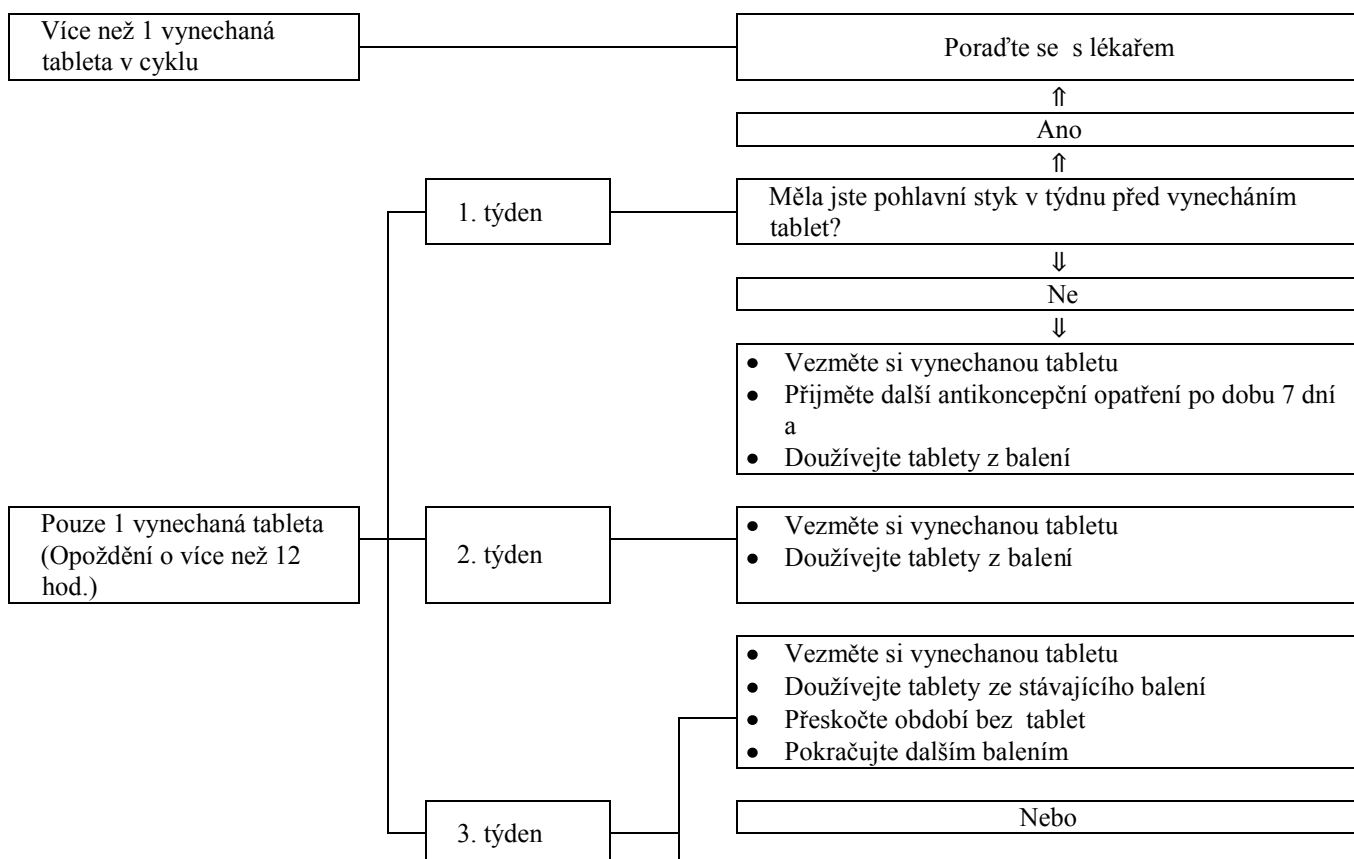 Více než 1 vynechaná
tableta v cyklu
Poraďte se s lékařem
⇑
Ano
⇑
1. týden
Měla jste pohlavní styk v týdnu před vynecháním
tablet?
⇓
Ne
⇓
• Vezměte si vynechanou tabletu
• Přijměte další antikoncepční opatření po dobu 7 dní
a
• Doužívejte tablety z balení
Pouze 1 vynechaná tableta
(Opoždění o více než 12
hod.)
2. týden
• Vezměte si vynechanou tabletu
• Doužívejte tablety z balení
• Vezměte si vynechanou tabletu
• Doužívejte tablety ze stávajícího balení
• Přeskočte období bez tablet
• Pokračujte dalším balením
3. týden
Nebo